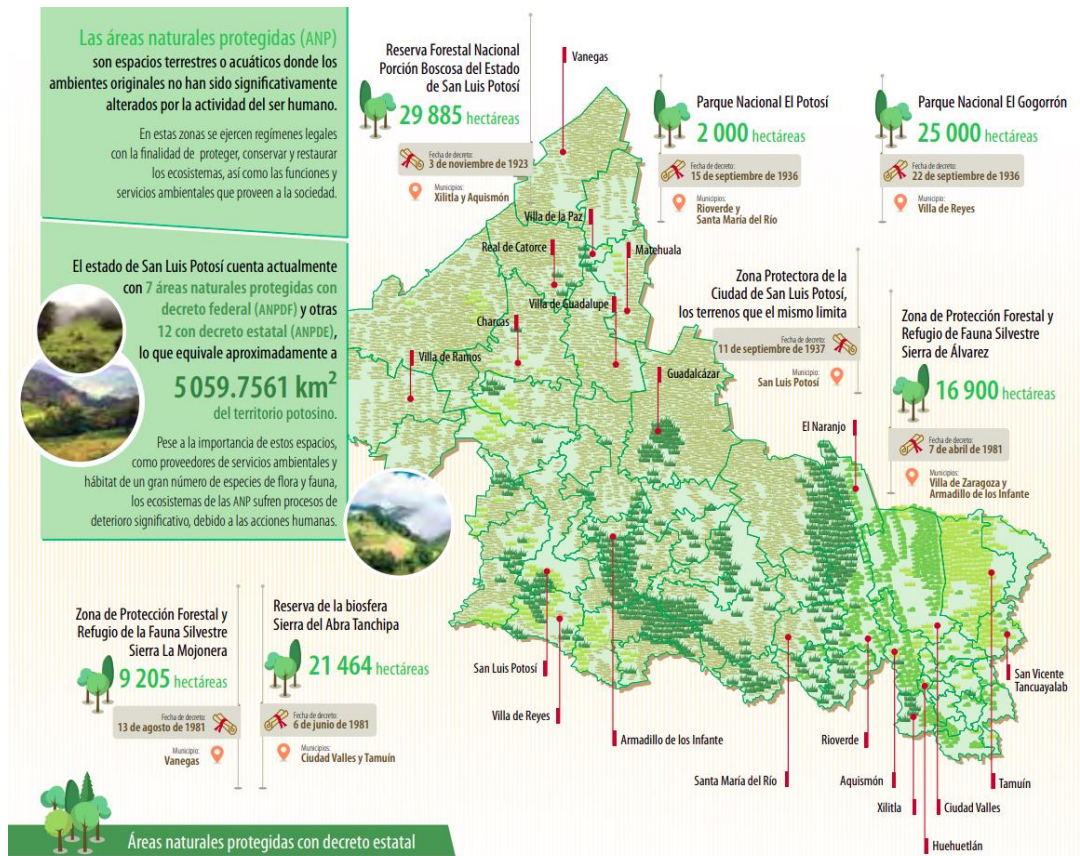 Las áreas naturales protegidas (ANP)
son espacios terrestres o acuáticos donde los
ambientes originales no han sido significativamente
alterados por la actividad del ser humano.
En estas zonas se ejercen regímenes legales
con la finalidad de proteger, conservar y restaurar
los ecosistemas, así como las funciones y
servicios ambientales que proveen a la sociedad.
El estado de San Luis Potosí cuenta actualmente
con 7 áreas naturales protegidas con
decreto federal (ANPDF) y otras
12 con decreto estatal (ANPDE),
lo que equivale aproximadamente a
5 059.7561 km²
del territorio potosino.
Pese a la importancia de estos espacios,
como proveedores de servicios ambientales y
hábitat de un gran número de especies de flora y fauna,
los ecosistemas de las ANP sufren procesos de
deterioro significativo, debido a las acciones humanas.
Reserva Forestal Nacional
Porción Boscosa del Estado
de San Luis Potosí
29 885 hectáreas
Fecha de decreto:
3 de noviembre de 1923
Municipios:
Xilitla y Aquismón
Parque Nacional El Potosí
2 000 hectáreas
Fecha de decreto:
15 de septiembre de 1936
Municipios:
Rioverde y
Santa María del Río
Parque Nacional El Gogorrón
25 000 hectáreas
Fecha de decreto:
22 de septiembre de 1936
Municipio:
Villa de Reyes
Zona Protectora de la
Ciudad de San Luis Potosí,
los terrenos que el mismo limita
Fecha de decreto:
11 de septiembre de 1937
Municipio:
San Luis Potosí
Zona de Protección Forestal y
Refugio de Fauna Silvestre
Sierra de Álvarez
16 900 hectáreas
Fecha de decreto:
7 de abril de 1981
Municipios:
Villa de Zaragoza y
Armadillo de los Infante
Vanegas
Villa de la Paz
Real de Catorce
Matehuala
Villa de Guadalupe
Charcas
Villa de Ramos
Guadalcázar
El Naranjo
San Luis Potosí
Villa de Reyes
Armadillo de los Infante
Santa María del Río
Rioverde
Aquismón
Xilitla
Ciudad Valles
Huehuetlán
Tamuín
San Vicente
Tancuayalab
Zona de Protección Forestal y
Refugio de la Fauna Silvestre
Sierra La Mojonera
9 205 hectáreas
Fecha de decreto:
13 de agosto de 1981
Municipio:
Vanegas
Reserva de la biosfera
Sierra del Abra Tanchipa
21 464 hectáreas
Fecha de decreto:
6 de junio de 1981
Municipios:
Ciudad Valles y Tamuín
Áreas naturales protegidas con decreto estatal